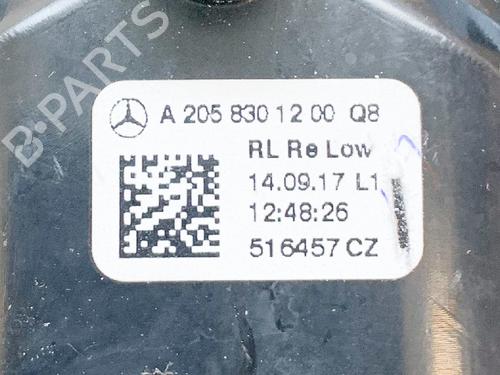 B-PARTS
A 205 830 12 00 Q8
RL Re Low
14.09.17 L1
12:48:26
516457 CZ